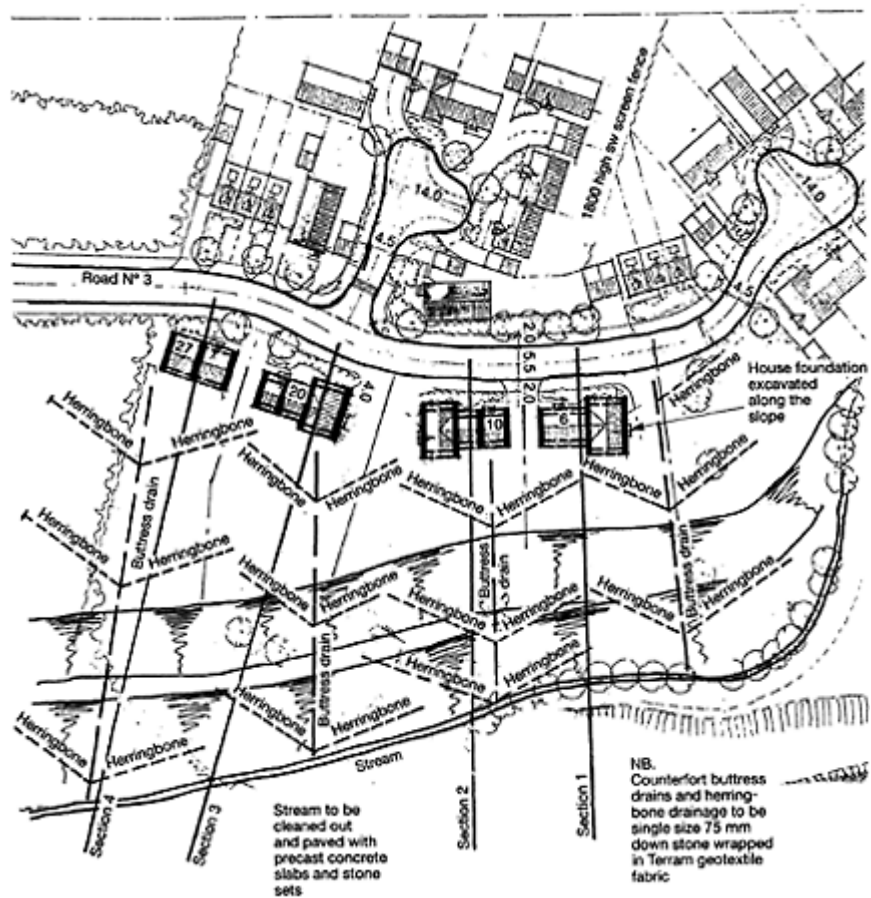 1800 high sw screen fence
14.0
14.0
4.5
4.5
Road Nº 3
2.0
5.5
2.0
27
20
4.0
10
6
House foundation
excavated
along the
slope
Herringbone
Herringbone
Herringbone
Herringbone
Herringbone
Herringbone
Herringbone
Herringbone
Buttress drain
Herringbone
Herringbone
Herringbone
Herringbone
Herringbone
Herringbone
Herringbone
Herringbone
Buttress
drain
Buttress drain
Herringbone
Herringbone
Buttress drain
Herringbone
Herringbone
Herringbone
Herringbone
Stream
Section 4
Section 3
Section 2
Section 1
Stream to be
cleaned out
and paved with
precast concrete
slabs and stone
sets
NB.
Counterfort buttress
drains and herring-
bone drainage to be
single size 75 mm
down stone wrapped
in Terram geotextile
fabric